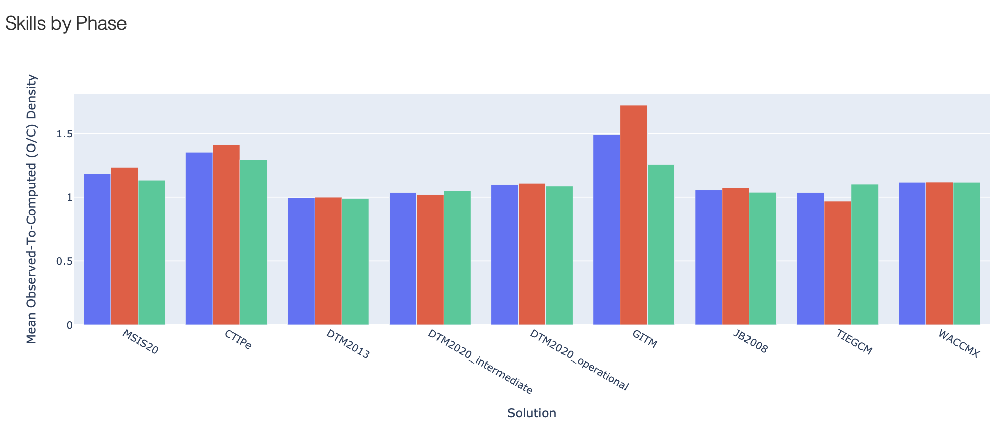 Skills by Phase
Mean Observed-To-Computed (O/C) Density
1.5
1
0.5
0
MSIS20
CTIPe
DTM2013
DTM2020_intermediate
DTM2020_operational
GITM
JB2008
TIEGCM
WACCMX
Solution